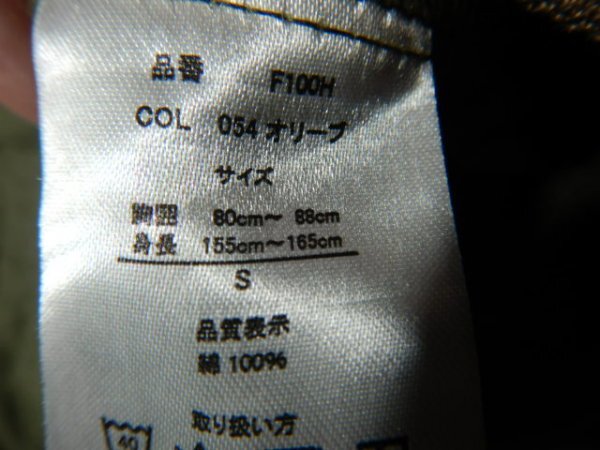 品番 F100H
COL 054 オリーブ
サイズ
胸囲 80cm～ 88cm
身長 155cm～165cm
S
品質表示
綿 100%
取り扱い方
40